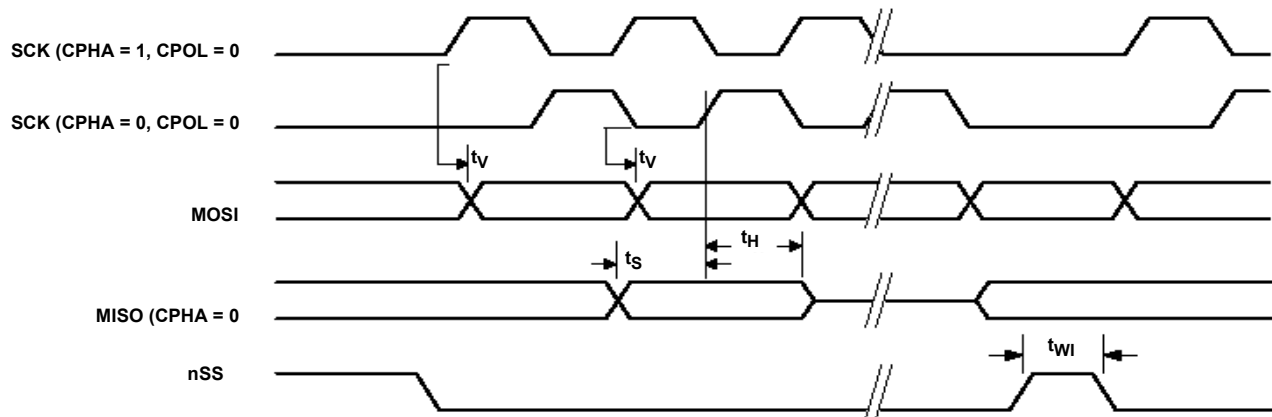 SCK (CPHA = 1, CPOL = 0
SCK (CPHA = 0, CPOL = 0
tV
tV
MOSI
tH
tS
MISO (CPHA = 0
tWI
nSS